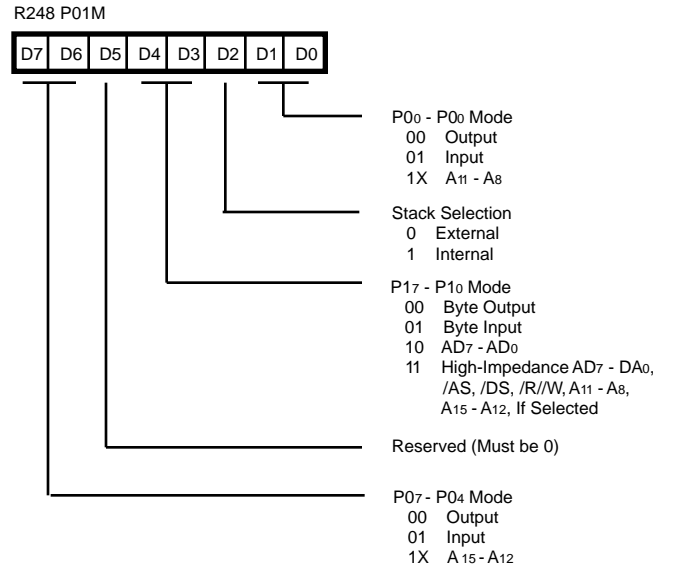 R248 P01M
D7 D6 D5 D4 D3 D2 D1 D0
P00 - P00 Mode
00 Output
01 Input
1X A11 - A8
Stack Selection
0 External
1 Internal
P17 - P10 Mode
00 Byte Output
01 Byte Input
10 AD7 - AD0
11 High-Impedance AD7 - DA0,
/AS, /DS, /R//W, A11 - A8,
A15 - A12, If Selected
Reserved (Must be 0)
P07 - P04 Mode
00 Output
01 Input
1X A 15 - A12